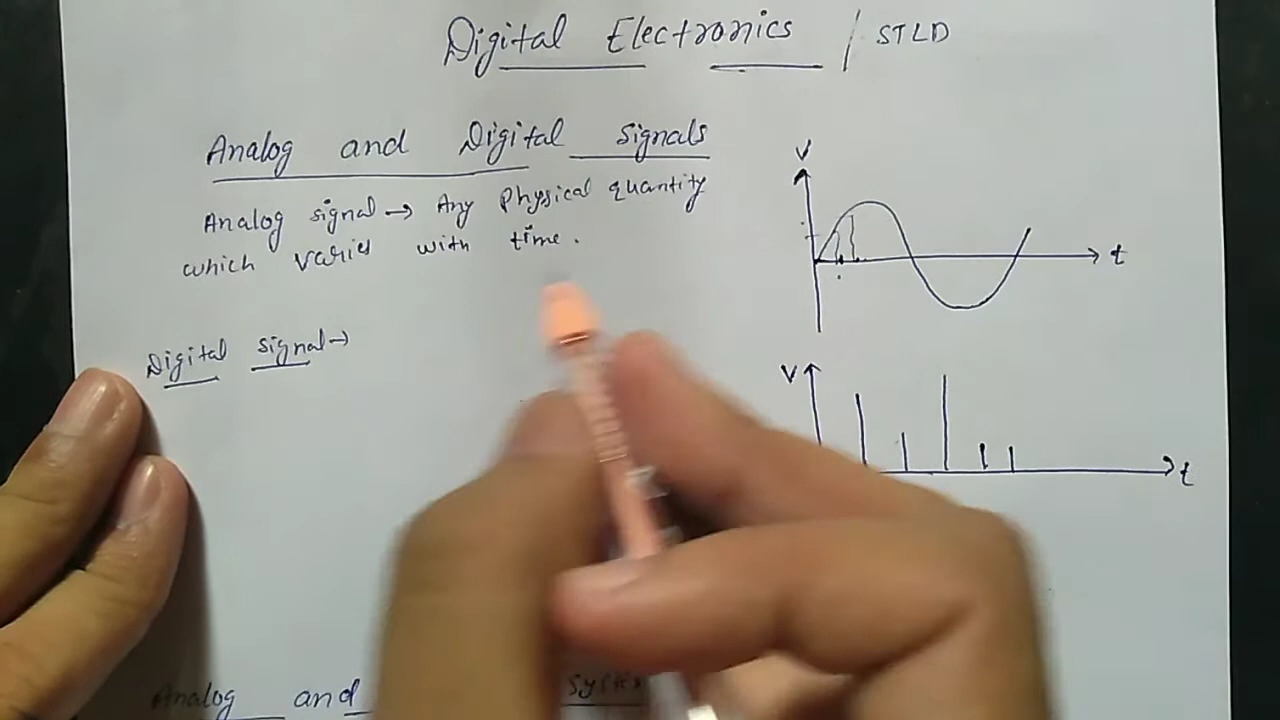 Digital Electronics / STLD
Analog and Digital signals
Analog signal → Any Physical quantity
which varies with time.
Digital signal →
V
t
V
t
Analog and